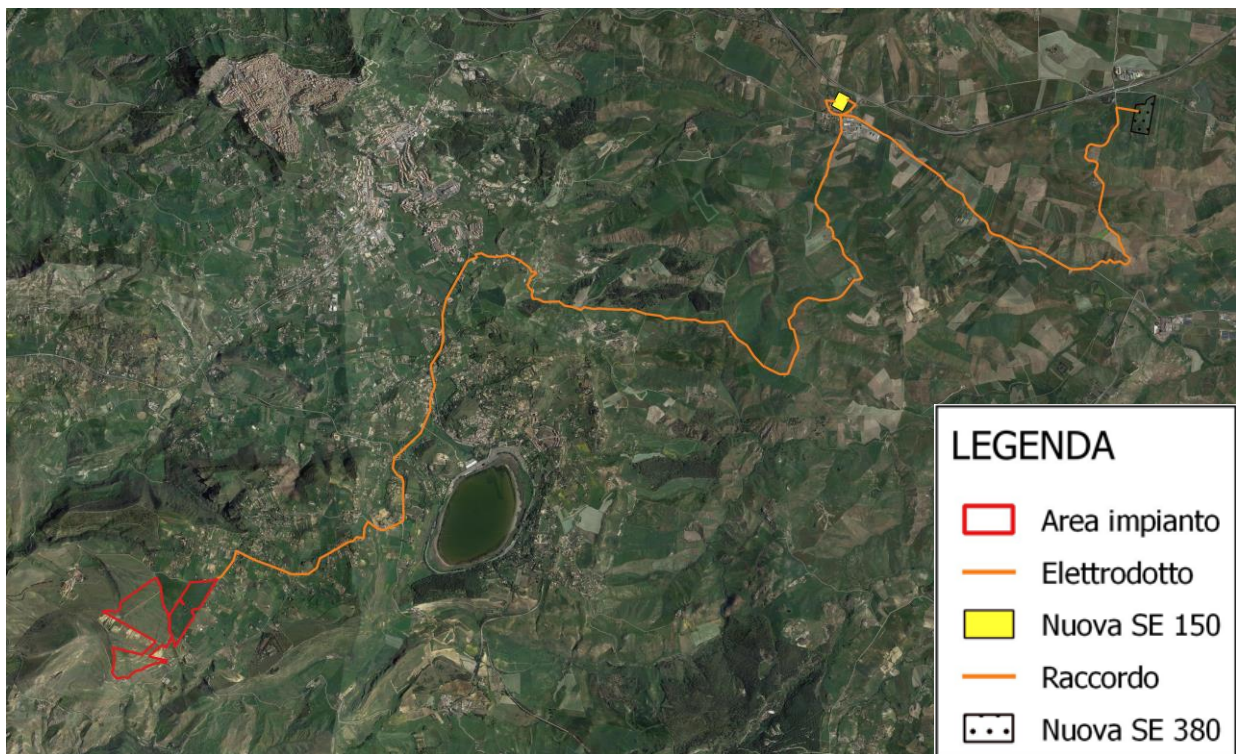 LEGENDA
Area impianto
Elettrodotto
Nuova SE 150
Raccordo
Nuova SE 380